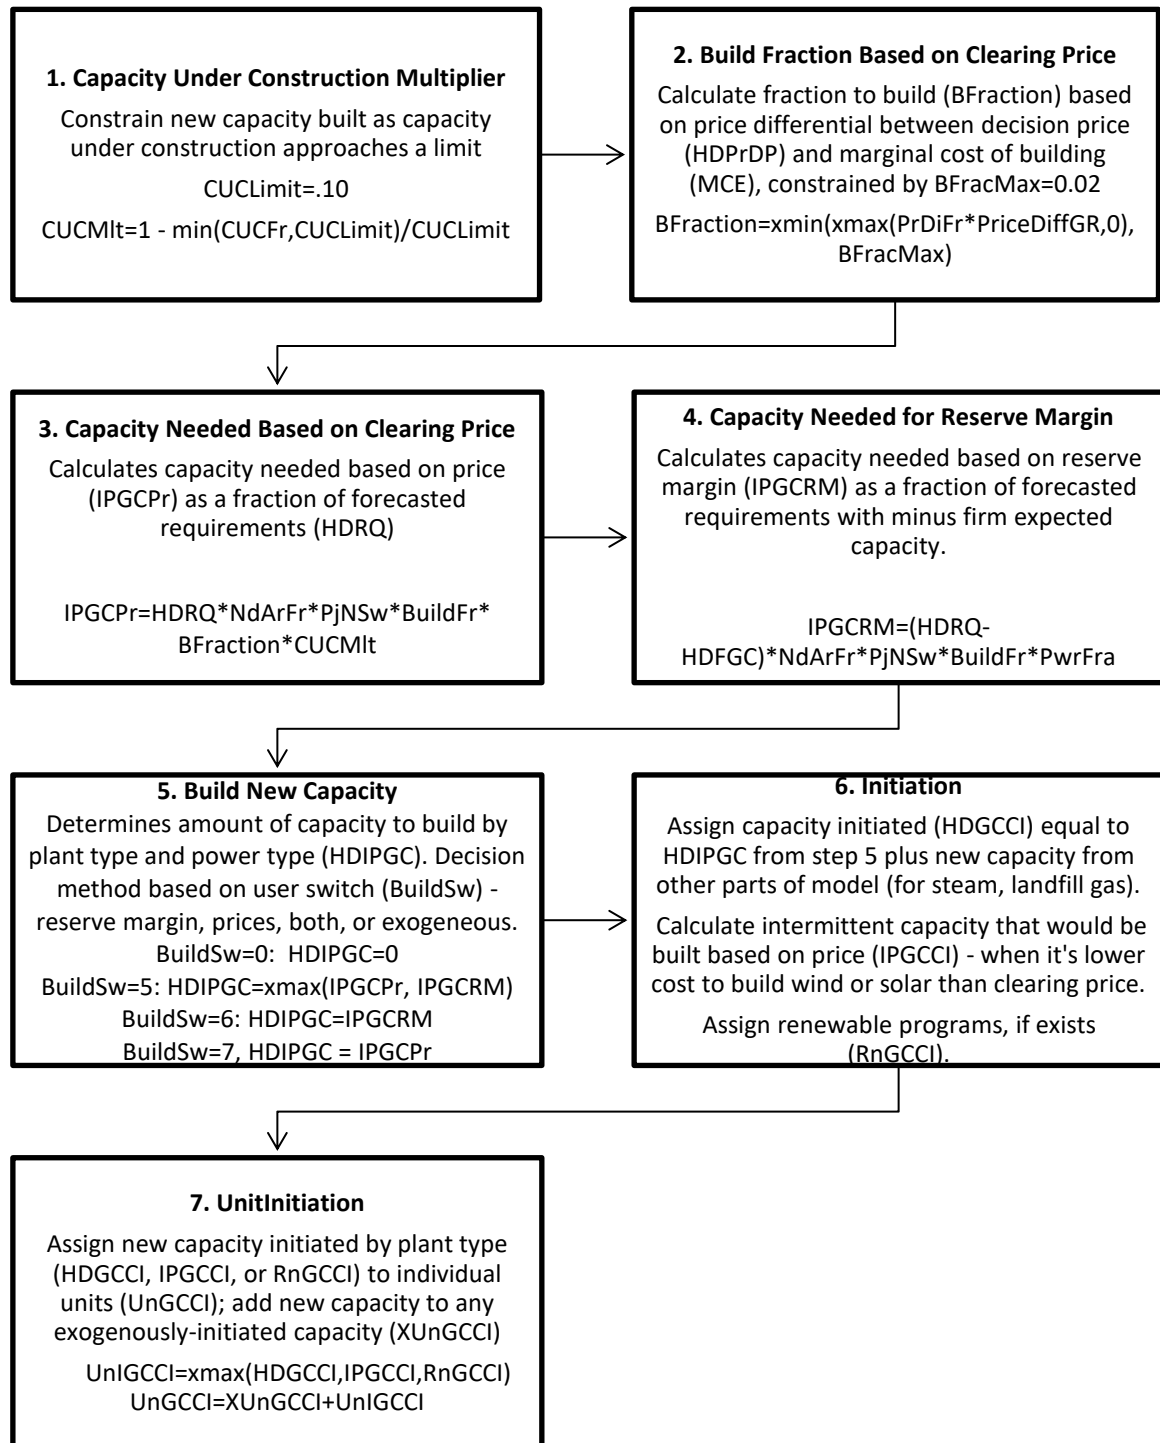 1. Capacity Under Construction Multiplier
Constrain new capacity built as capacity
under construction approaches a limit
CUCLimit=.10
CUCMlt=1 - min(CUCFr,CUCLimit)/CUCLimit
2. Build Fraction Based on Clearing Price
Calculate fraction to build (BFraction) based
on price differential between decision price
(HDPrDP) and marginal cost of building
(MCE), constrained by BFracMax=0.02
BFraction=xmin(xmax(PrDiFr*PriceDiffGR,0),
BFracMax)
3. Capacity Needed Based on Clearing Price
Calculates capacity needed based on price
(IPGCPr) as a fraction of forecasted
requirements (HDRQ)
IPGCPr=HDRQ*NdArFr*PjNSw*BuildFr*
BFraction*CUCMlt
4. Capacity Needed for Reserve Margin
Calculates capacity needed based on reserve
margin (IPGCRM) as a fraction of forecasted
requirements with minus firm expected
capacity.
IPGCRM=(HDRQ-
HDFGC)*NdArFr*PjNSw*BuildFr*PwrFra
5. Build New Capacity
Determines amount of capacity to build by
plant type and power type (HDIPGC). Decision
method based on user switch (BuildSw) -
reserve margin, prices, both, or exogeneous.
BuildSw=0:  HDIPGC=0
BuildSw=5: HDIPGC=xmax(IPGCPr, IPGCRM)
BuildSw=6: HDIPGC=IPGCRM
BuildSw=7, HDIPGC = IPGCPr
6. Initiation
Assign capacity initiated (HDGCCI) equal to
HDIPGC from step 5 plus new capacity from
other parts of model (for steam, landfill gas).
Calculate intermittent capacity that would be
built based on price (IPGCCI) - when it's lower
cost to build wind or solar than clearing price.
Assign renewable programs, if exists
(RnGCCI).
7. UnitInitiation
Assign new capacity initiated by plant type
(HDGCCI, IPGCCI, or RnGCCI) to individual
units (UnGCCI); add new capacity to any
exogenously-initiated capacity (XUnGCCI)
UnIGCCI=xmax(HDGCCI,IPGCCI,RnGCCI)
UnGCCI=XUnGCCI+UnIGCCI